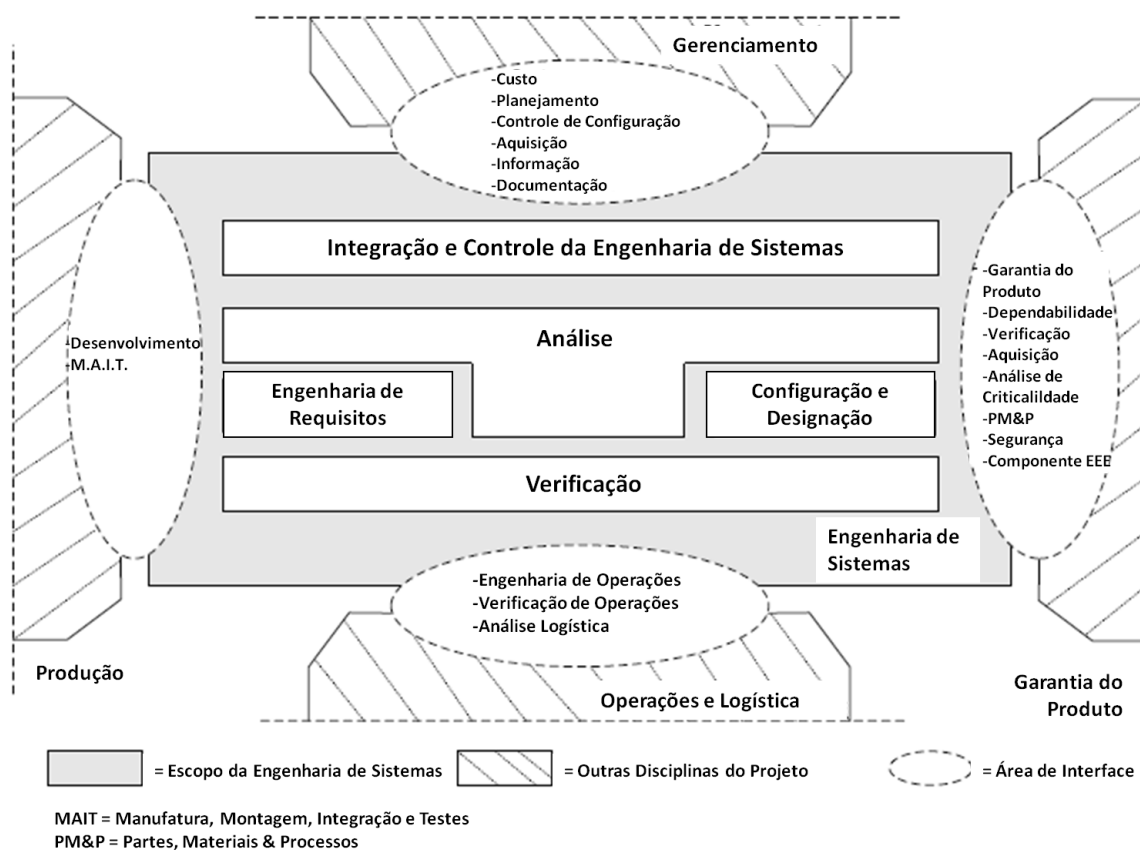 Gerenciamento
-Custo
-Planejamento
-Controle de Configuração
-Aquisição
-Informação
-Documentação
Integração e Controle da Engenharia de Sistemas
Análise
Engenharia de
Requisitos
Configuração e
Designação
Verificação
Engenharia de
Sistemas
-Desenvolvimento
-M.A.I.T.
-Garantia do
Produto
-Dependabilidade
-Verificação
-Aquisição
-Análise de
Criticalildade
-PM&P
-Segurança
-Componente EEE
-Engenharia de Operações
-Verificação de Operações
-Análise Logística
Produção
Operações e Logística
Garantia do
Produto
= Escopo da Engenharia de Sistemas
= Outras Disciplinas do Projeto
= Área de Interface
MAIT = Manufatura, Montagem, Integração e Testes
PM&P = Partes, Materiais & Processos